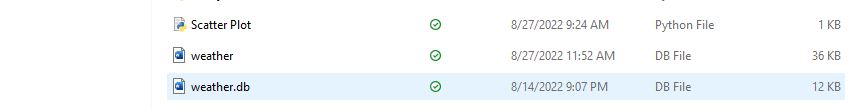 Scatter Plot 8/27/2022 9:24 AM Python File 1 KB
weather 8/27/2022 11:52 AM DB File 36 KB
weather.db 8/14/2022 9:07 PM DB File 12 KB